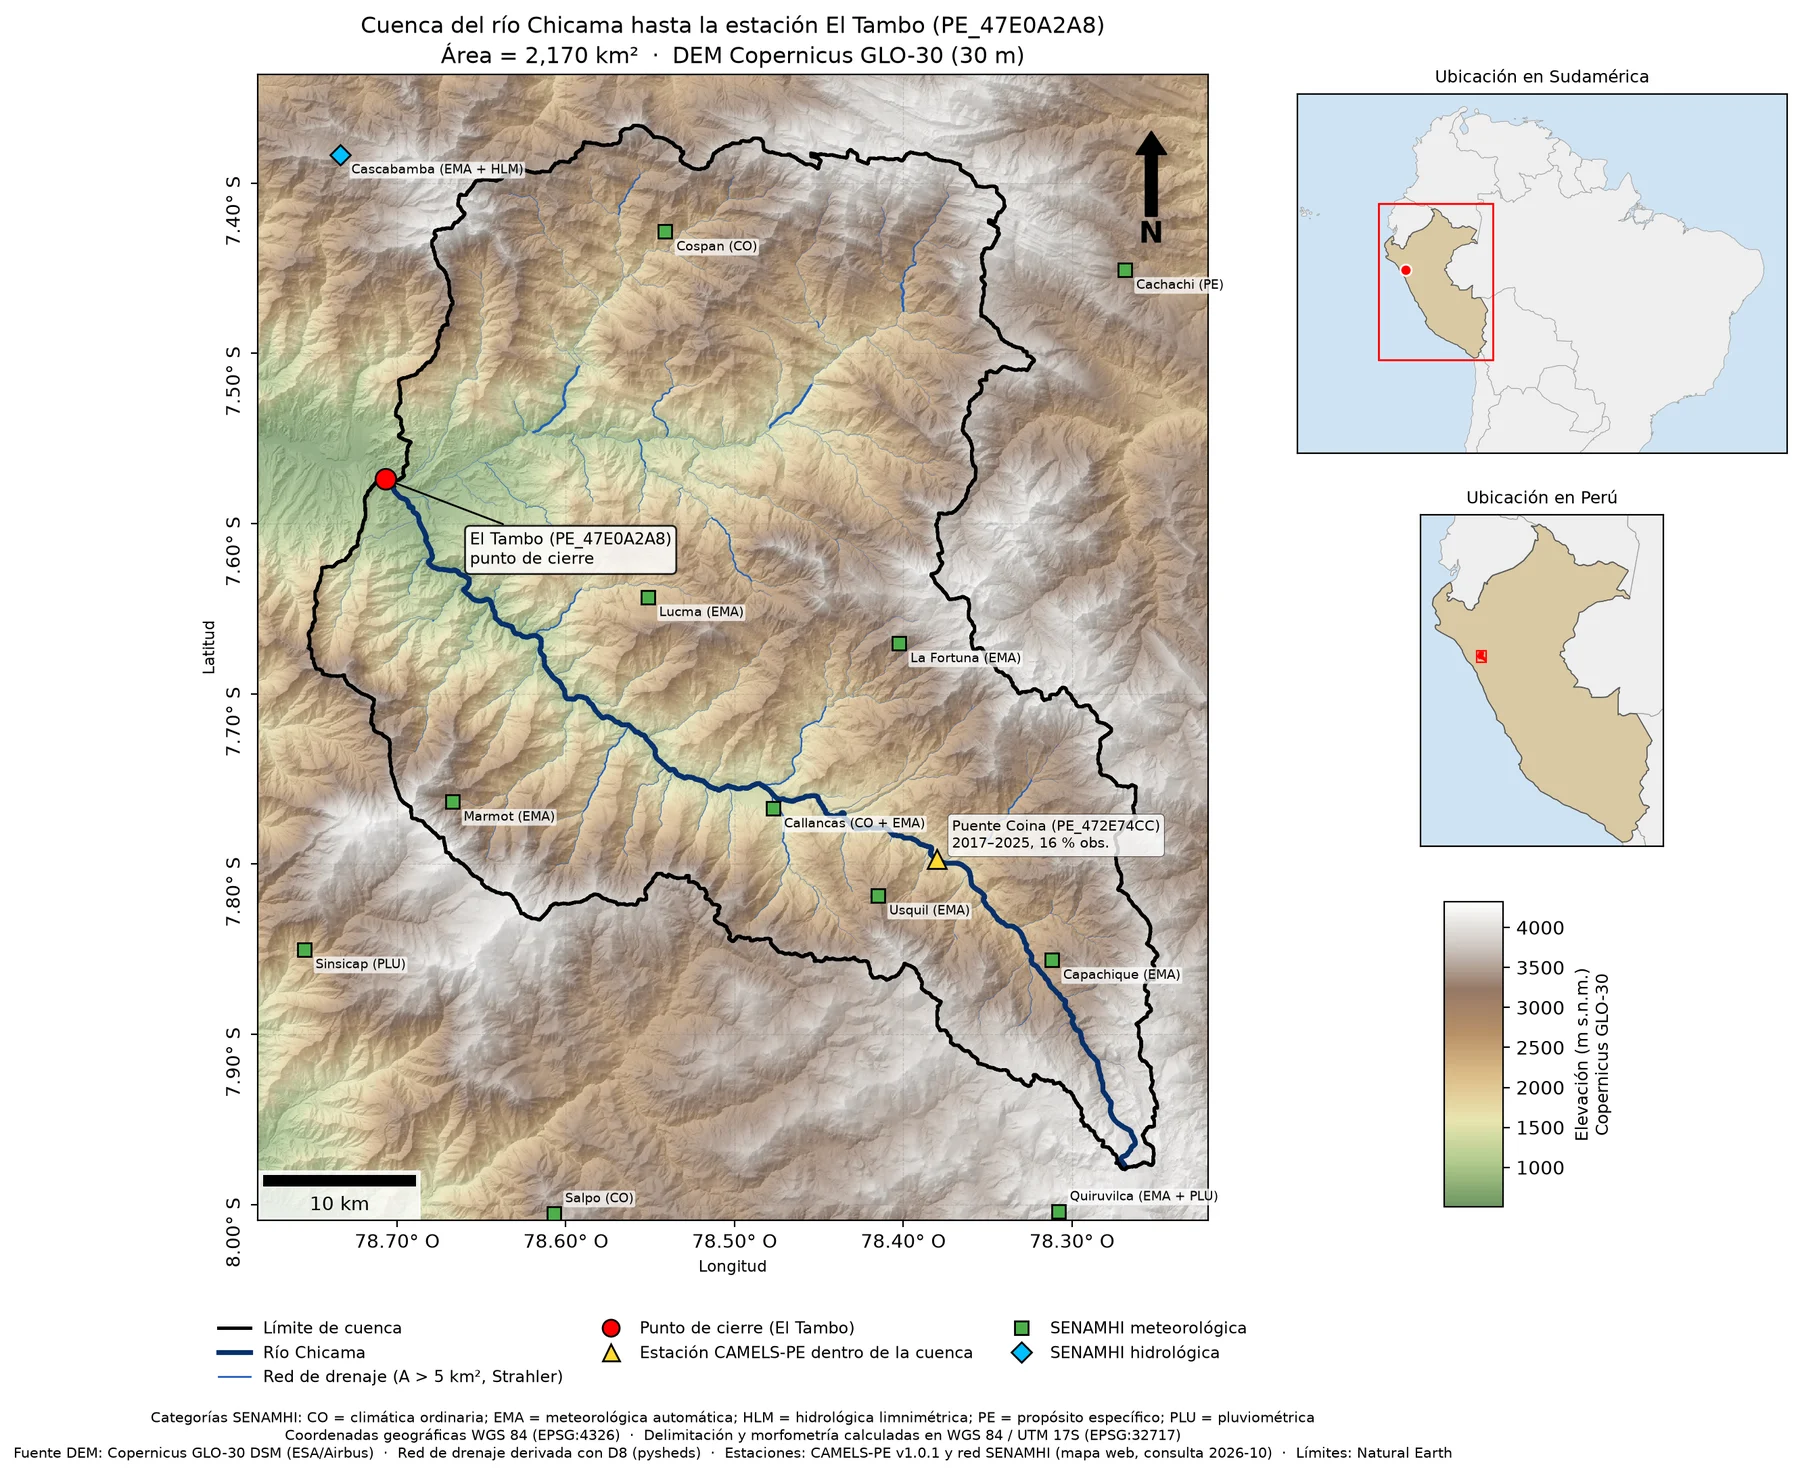 Cuenca del río Chicama hasta la estación El Tambo (PE_47E0A2A8)
Área = 2,170 km² · DEM Copernicus GLO-30 (30 m)
Cascabamba (EMA + HLM)
Cospan (CO)
Cachachi (PE)
N
El Tambo (PE_47E0A2A8)
punto de cierre
Lucma (EMA)
La Fortuna (EMA)
Marmot (EMA)
Callancas (CO + EMA)
Puente Coina (PE_472E74CC)
2017–2025, 16 % obs.
Usquil (EMA)
Sinsicap (PLU)
Capachique (EMA)
Salpo (CO)
Quiruvilca (EMA + PLU)
10 km
7.40° S
7.50° S
7.60° S
7.70° S
7.80° S
7.90° S
8.00° S
Latitud
78.70° O
78.60° O
78.50° O
78.40° O
78.30° O
Longitud
Ubicación en Sudamérica
Ubicación en Perú
4000
3500
3000
2500
2000
1500
1000
Elevación (m s.n.m.)
Copernicus GLO-30
Límite de cuenca
Río Chicama
Red de drenaje (A > 5 km², Strahler)
Punto de cierre (El Tambo)
Estación CAMELS-PE dentro de la cuenca
SENAMHI meteorológica
SENAMHI hidrológica
Categorías SENAMHI: CO = climática ordinaria; EMA = meteorológica automática; HLM = hidrológica limnimétrica; PE = propósito específico; PLU = pluviométrica
Coordenadas geográficas WGS 84 (EPSG:4326) · Delimitación y morfometría calculadas en WGS 84 / UTM 17S (EPSG:32717)
Fuente DEM: Copernicus GLO-30 DSM (ESA/Airbus) · Red de drenaje derivada con D8 (pysheds) · Estaciones: CAMELS-PE v1.0.1 y red SENAMHI (mapa web, consulta 2026-10) · Límites: Natural Earth